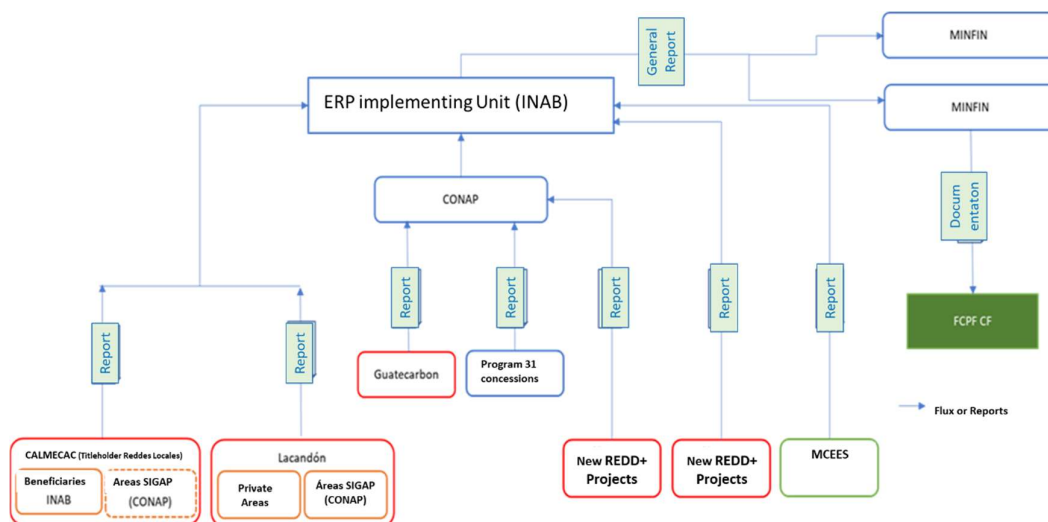 MINFIN
General
Report
ERP implementing Unit (INAB)
MINFIN
CONAP
Docum
entaton
Report
Report
Report
Report
Report
FCPF CF
Report
Report
Guatecarbon
Program 31
concessions
Flux or Reports
CALMECAC (Titleholder Reddes Locales)
Beneficiaries
INAB
Areas SIGAP
(CONAP)
Lacandón
Private
Areas
Áreas SIGAP
(CONAP)
New REDD+
Projects
New REDD+
Projects
MCEES